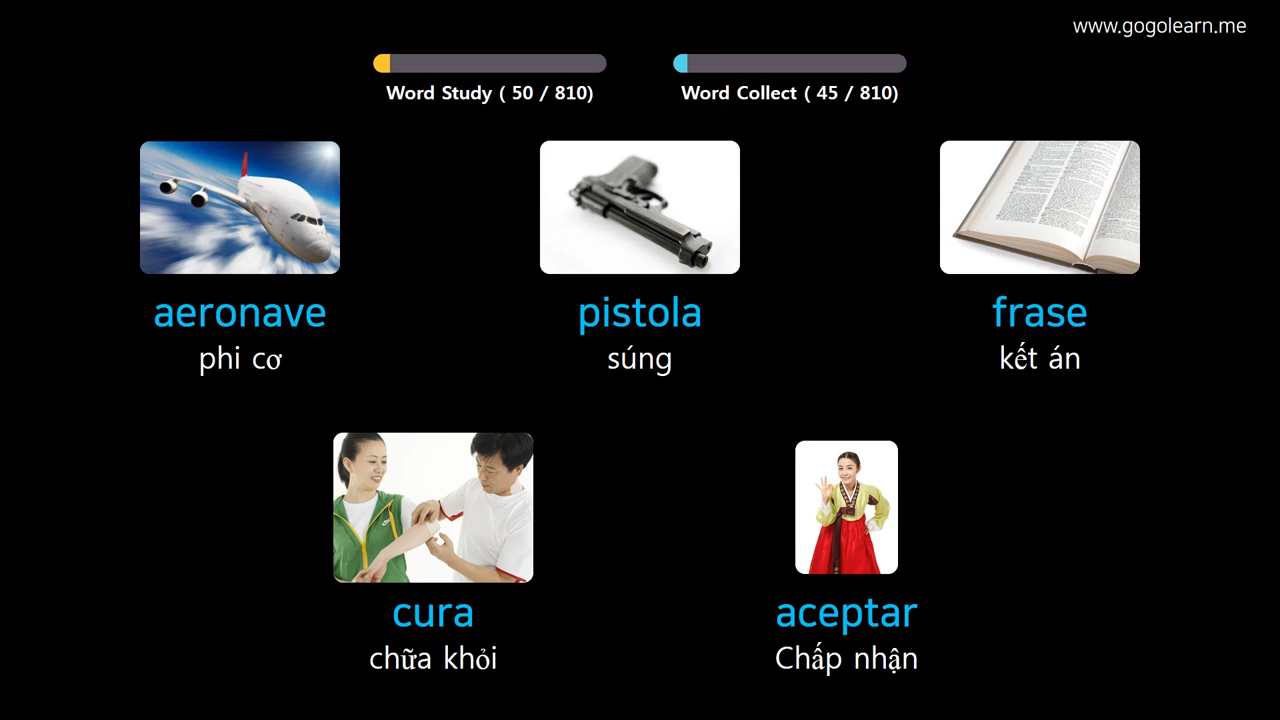 www.gogolearn.me
Word Study ( 50 / 810)
Word Collect ( 45 / 810)
aeronave
phi cơ
pistola
súng
frase
kết án
cura
chữa khỏi
aceptar
Chấp nhận